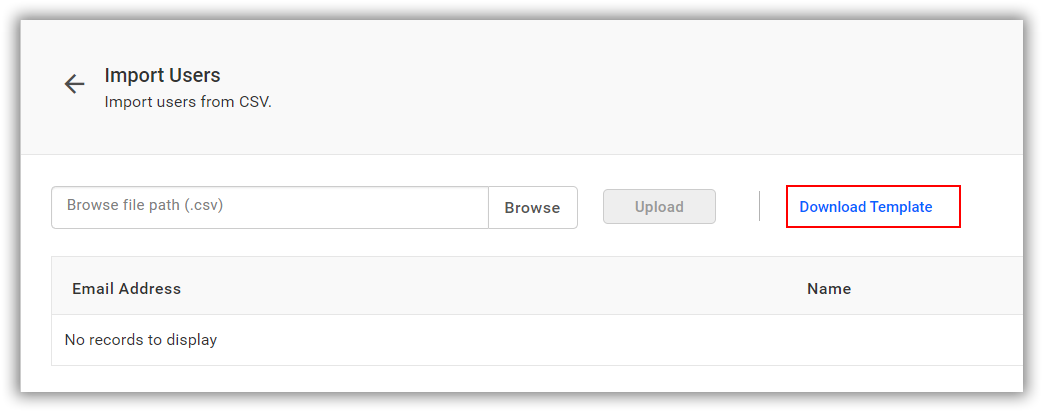 Import Users
Import users from CSV.
Browse file path (.csv) Browse Upload Download Template
Email Address Name
No records to display